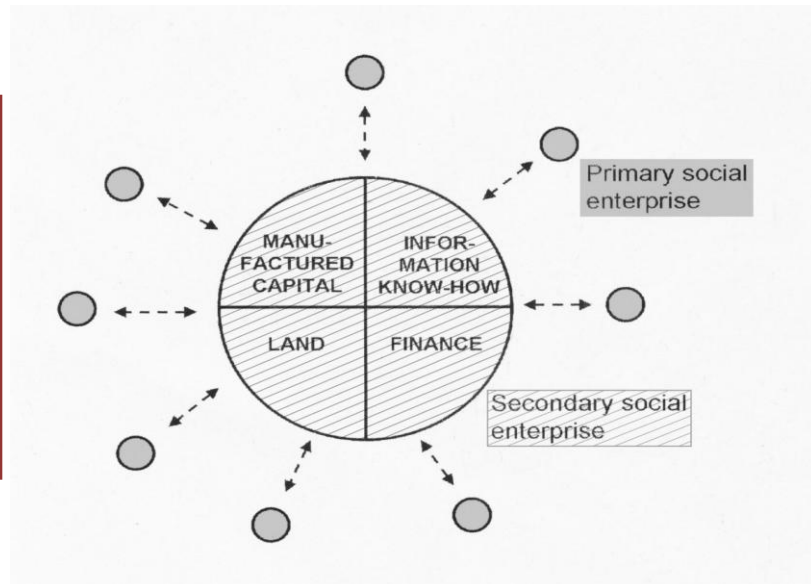 Primary social
enterprise
MANU-
FACTURED
CAPITAL
INFOR-
MATION
KNOW-HOW
LAND
FINANCE
Secondary social
enterprise